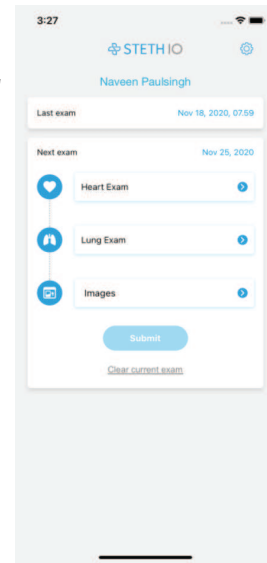 3:27
STETH IO
Naveen Paulsingh
Last exam Nov 18, 2020, 07:59
Next exam Nov 25, 2020
Heart Exam
Lung Exam
Images
Submit
Clear current exam